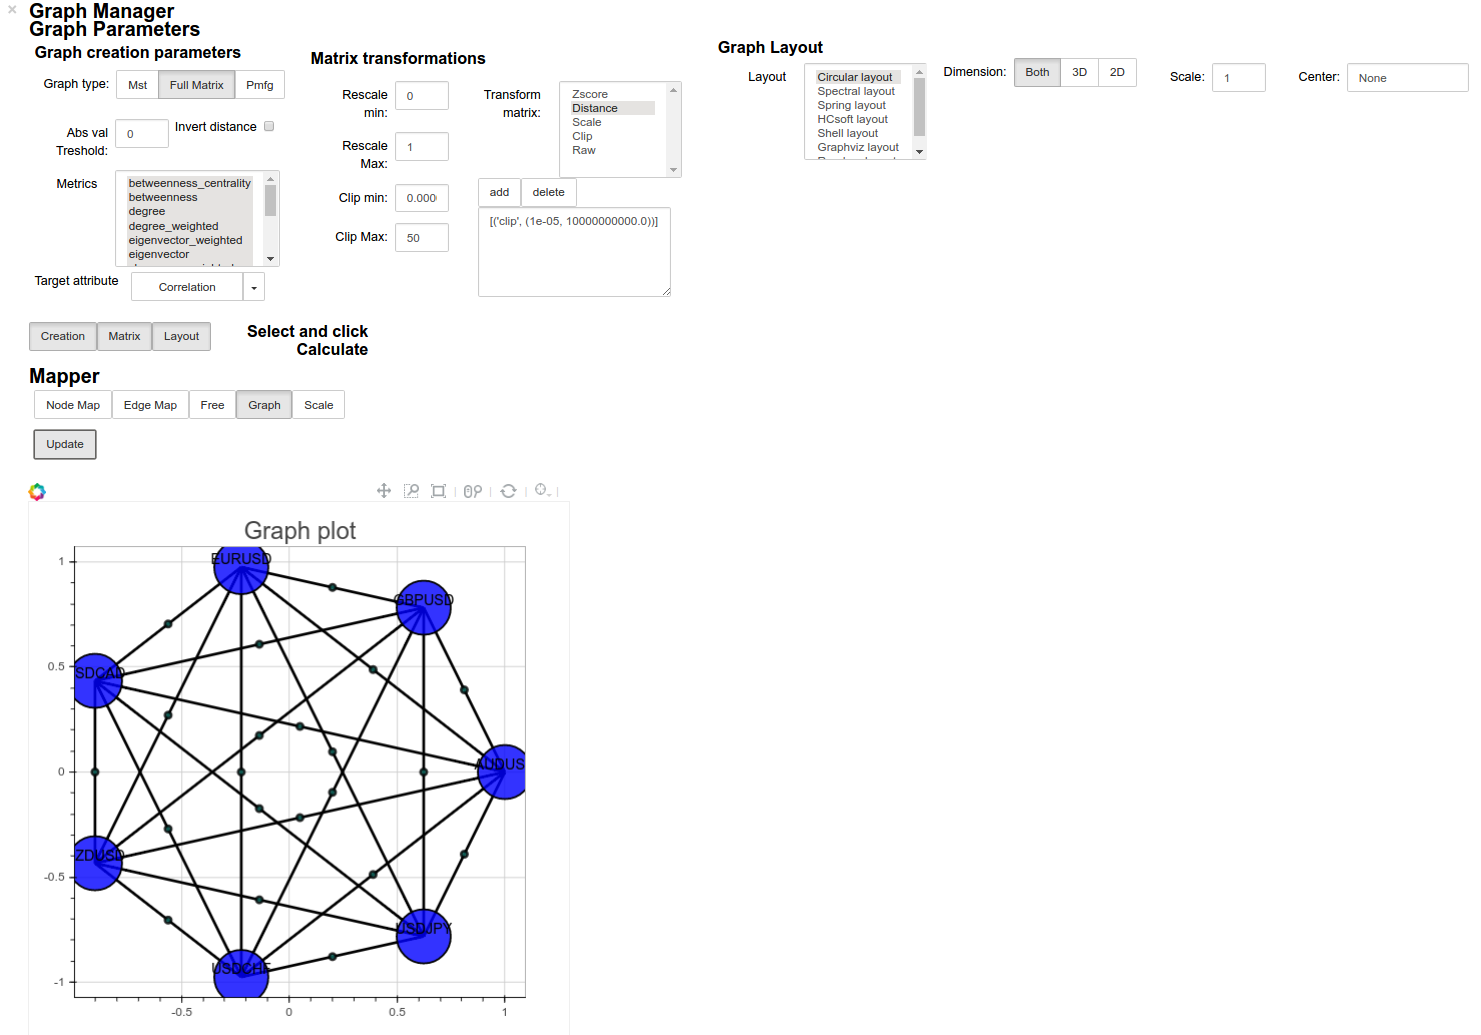 ×
Graph Manager
Graph Parameters
Graph creation parameters
Graph type: Mst Full Matrix Pmfg
Abs val Treshold: 0
Invert distance
Metrics
betweenness_centrality
betweenness
degree
degree_weighted
eigenvector_weighted
eigenvector
Target attribute Correlation
Matrix transformations
Rescale min: 0
Rescale Max: 1
Clip min: 0.000
Clip Max: 50
Transform matrix:
Zscore
Distance
Scale
Clip
Raw
add delete
[('clip', (1e-05, 10000000000.0))]
Graph Layout
Layout
Circular layout
Spectral layout
Spring layout
HCsoft layout
Shell layout
Graphviz layout
Dimension: Both 3D 2D
Scale: 1
Center: None
Creation Matrix Layout
Select and click
Calculate
Mapper
Node Map Edge Map Free Graph Scale
Update
Graph plot
EURUSD
GBPUSD
SDCAD
AUDUS
ZDUSD
USDJPY
USDCHF
1
0.5
0
-0.5
-1
-0.5 0 0.5 1